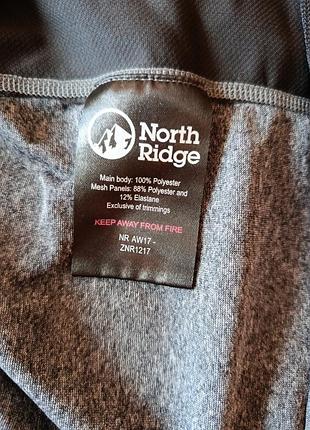 North
Ridge
Main body: 100% Polyester
Mesh Panels: 88% Polyester and
12% Elastane
Exclusive of trimmings
KEEP AWAY FROM FIRE
NR AW17 -
ZNR1217